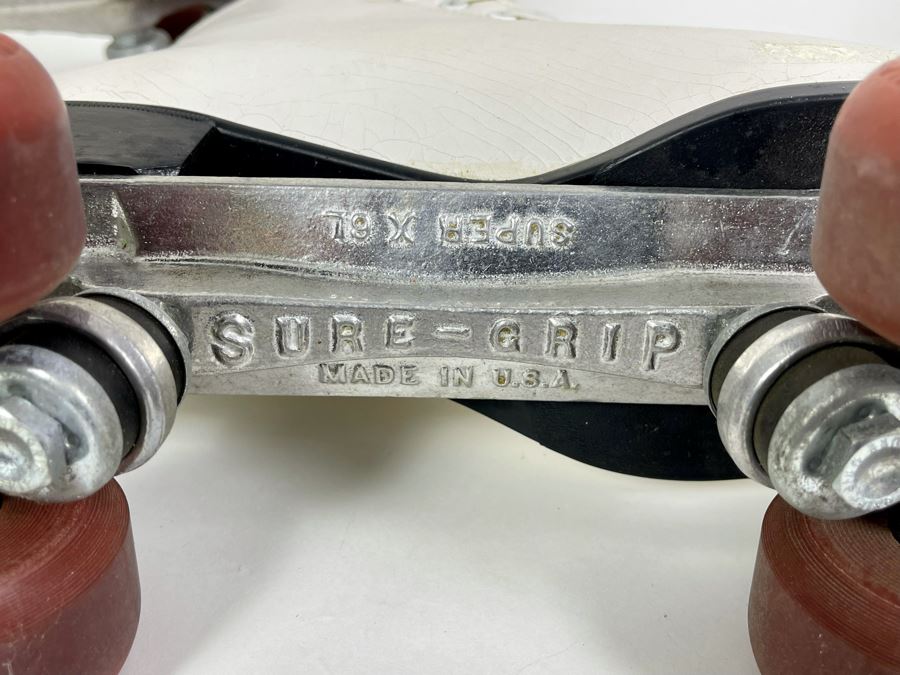 SUPER X 6L
SURE-GRIP
MADE IN U.S.A.